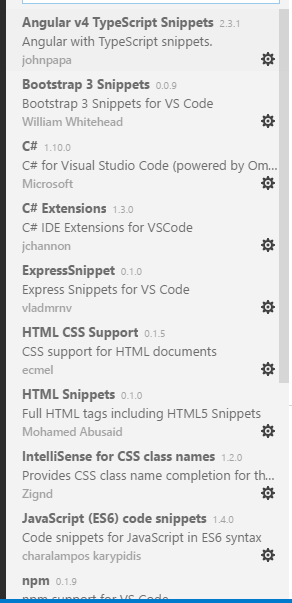 Angular v4 TypeScript Snippets 2.3.1
Angular with TypeScript snippets.
johnpapa
Bootstrap 3 Snippets 0.0.9
Bootstrap 3 Snippets for VS Code
William Whitehead
C# 1.10.0
C# for Visual Studio Code (powered by Om...
Microsoft
C# Extensions 1.3.0
C# IDE Extensions for VSCode
jchannon
ExpressSnippet 0.1.0
Express Snippets for VS Code
vladmrnv
HTML CSS Support 0.1.5
CSS support for HTML documents
ecmel
HTML Snippets 0.1.0
Full HTML tags including HTML5 Snippets
Mohamed Abusaid
IntelliSense for CSS class names 1.2.0
Provides CSS class name completion for th...
Zignd
JavaScript (ES6) code snippets 1.4.0
Code snippets for JavaScript in ES6 syntax
charalampos karypidis
npm 0.1.9
npm support for VS Code